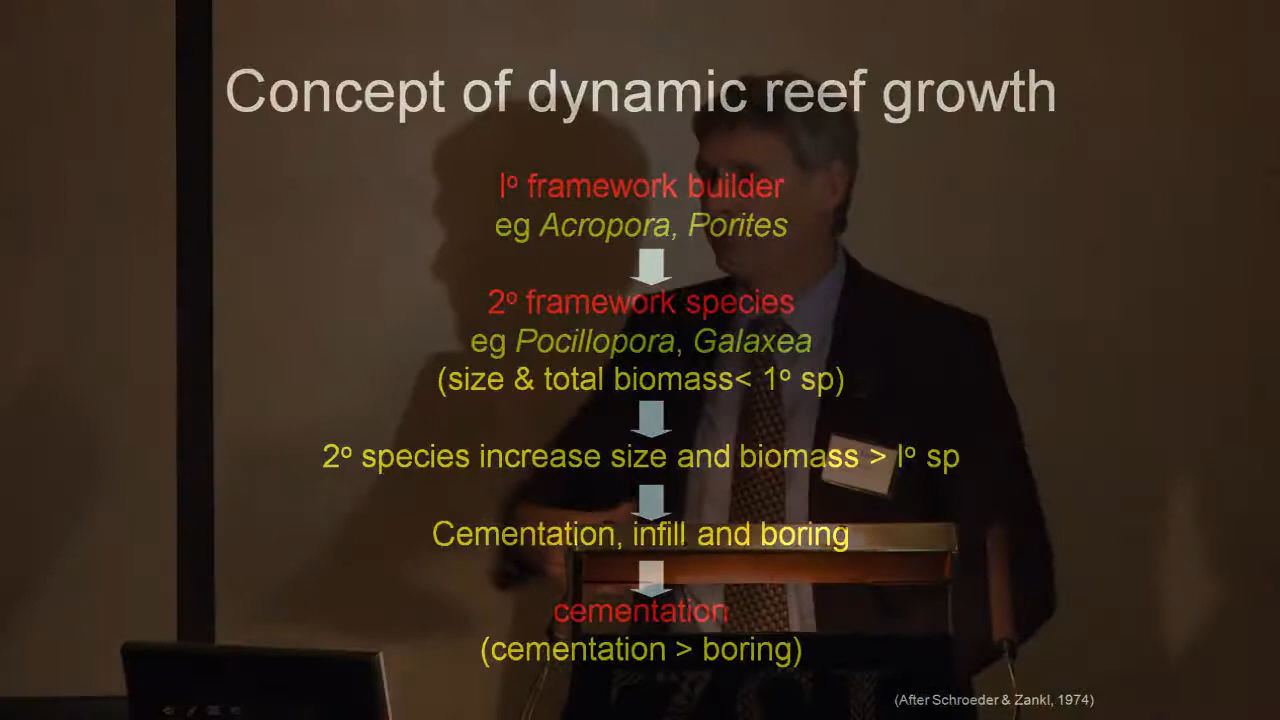 Concept of dynamic reef growth
Iº framework builder
eg Acropora, Porites
2º framework species
eg Pocillopora, Galaxea
(size & total biomass< 1º sp)
2º species increase size and biomass > Iº sp
Cementation, infill and boring
cementation
(cementation > boring)
(After Schroeder & Zankl, 1974)